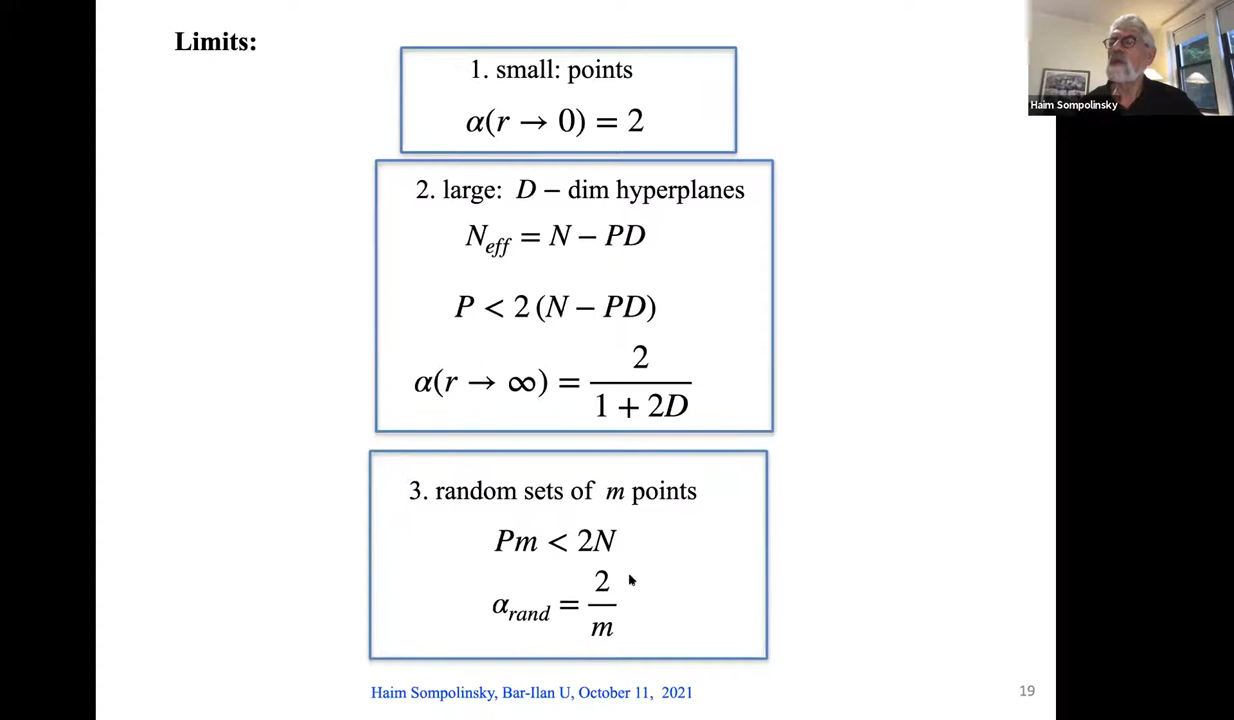 Limits:
1. small: points
α(r → 0) = 2
2. large: D − dim hyperplanes
N_eff = N − PD
P < 2 (N − PD)
α(r → ∞) = 2 / (1 + 2D)
3. random sets of m points
Pm < 2N
α_rand = 2 / m
Haim Sompolinsky, Bar-Ilan U, October 11, 2021
19
Haim Sompolinsky